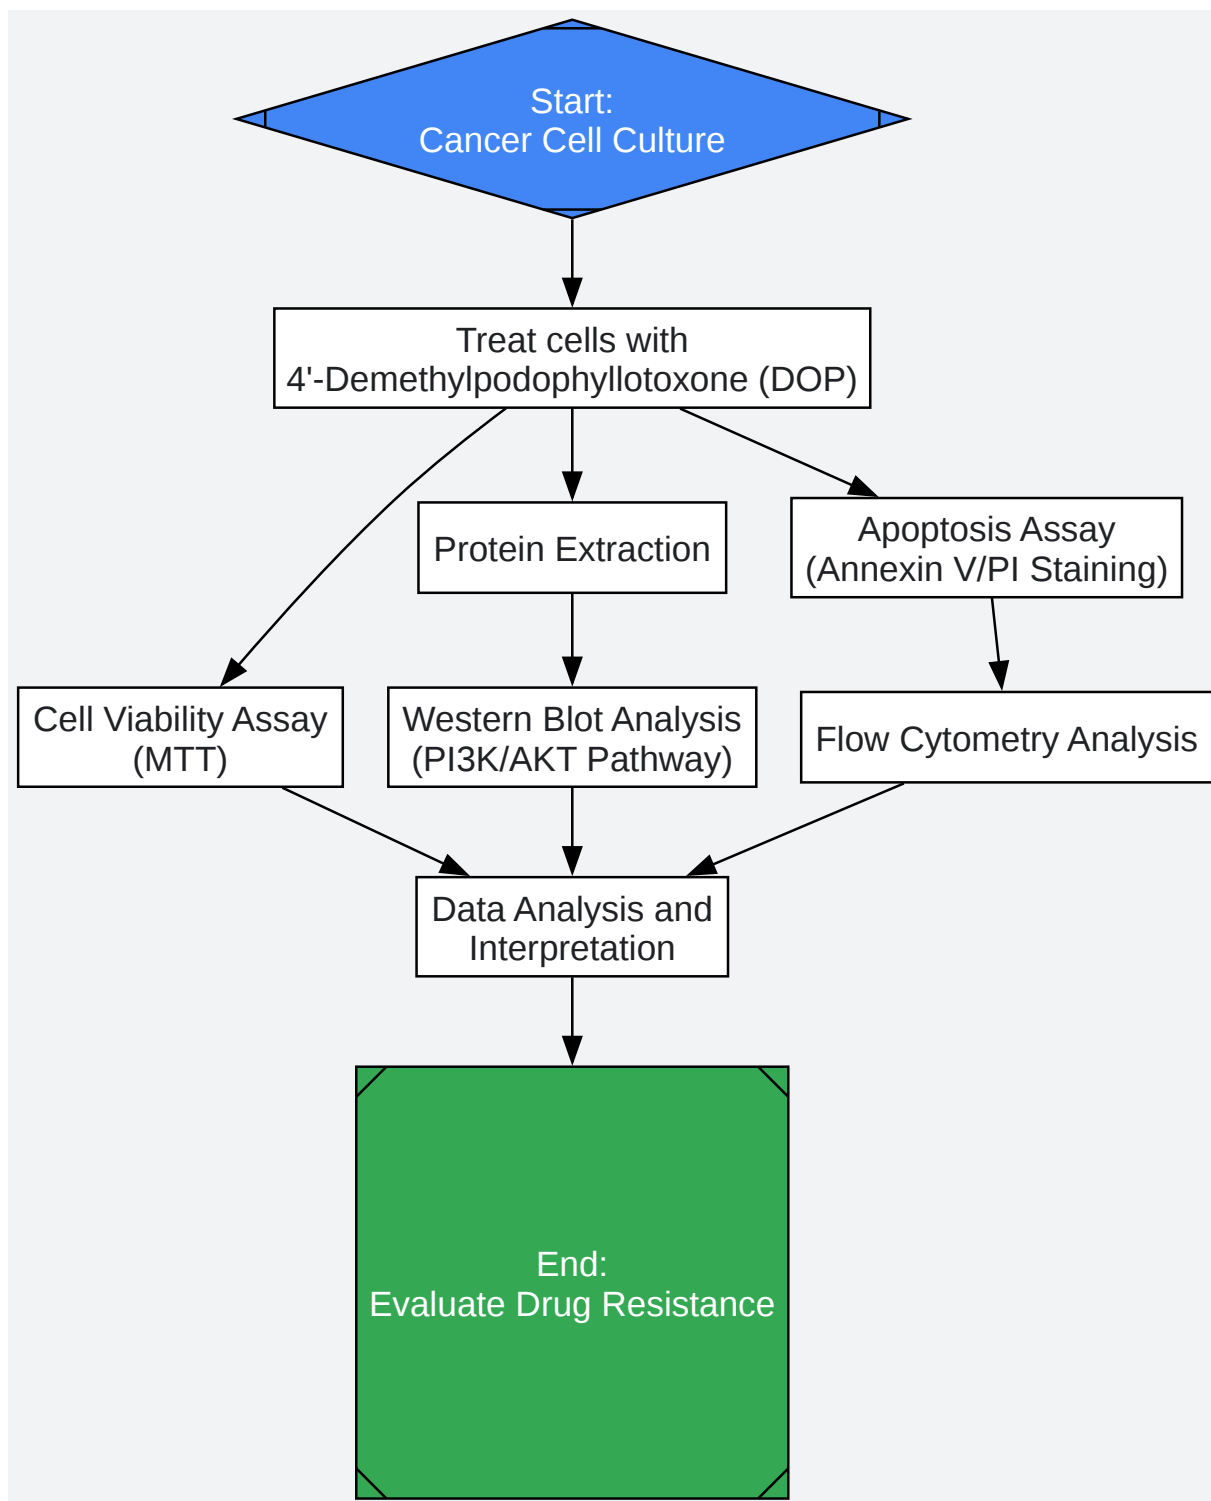 Start:
Cancer Cell Culture
Treat cells with
4'-Demethylpodophyllotoxone (DOP)
Protein Extraction
Apoptosis Assay
(Annexin V/PI Staining)
Cell Viability Assay
(MTT)
Western Blot Analysis
(PI3K/AKT Pathway)
Flow Cytometry Analysis
Data Analysis and
Interpretation
End:
Evaluate Drug Resistance